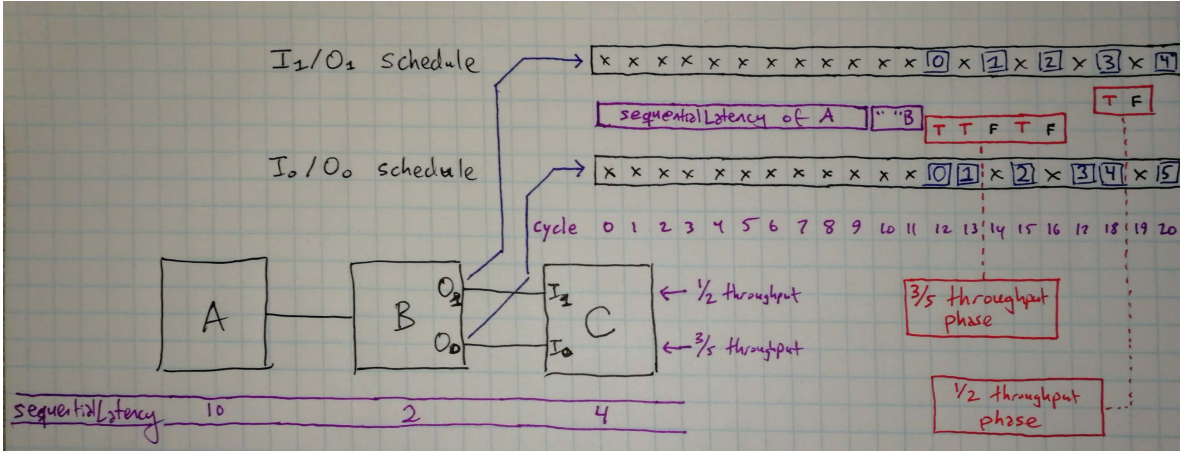 I1/O1 schedule
x x x x x x x x x x x x 0 x 1 x 2 x 3 x 4
T F
sequentialLatency of A " " B
T T F T F
I0/O0 schedule
x x x x x x x x x x x x 0 1 x 2 x 3 4 x 5
cycle 0 1 2 3 4 5 6 7 8 9 10 11 12 13 14 15 16 17 18 19 20
A
B
O1
O0
I1
I0
C
← 1/2 throughput
← 3/5 throughput
3/5 throughput
phase
1/2 throughput
phase
sequentialLatency 10 2 4